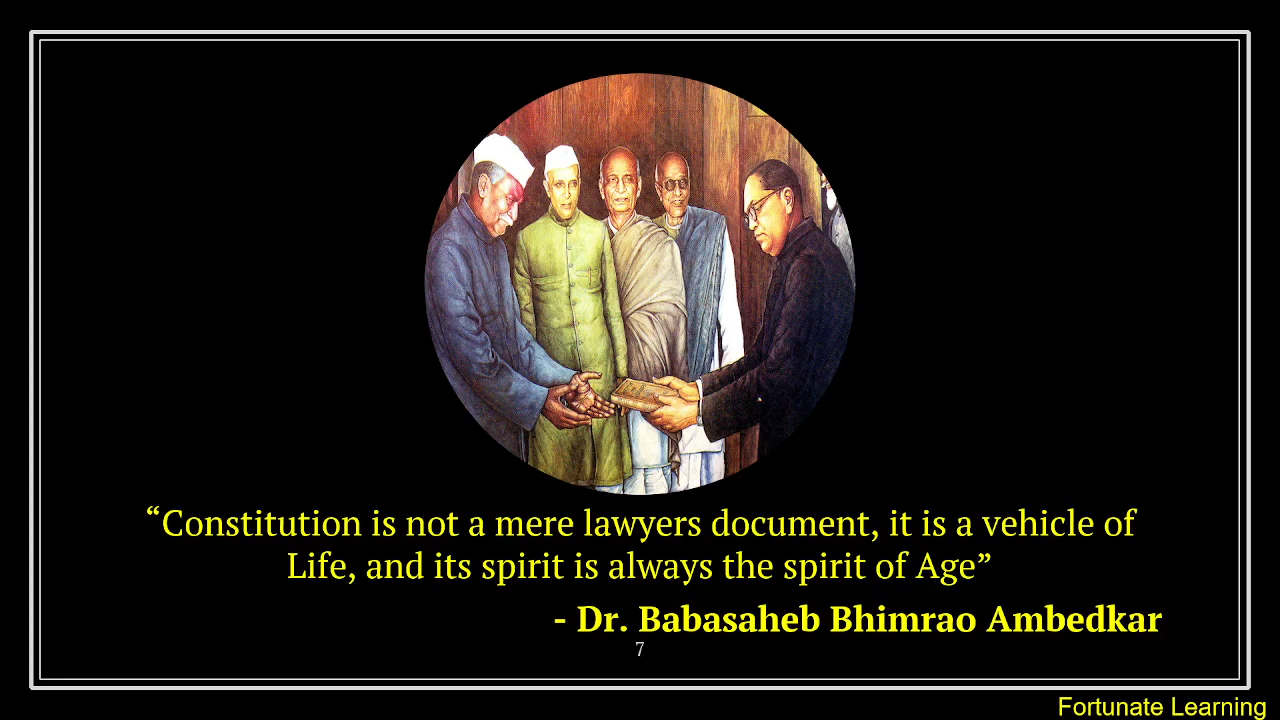 “Constitution is not a mere lawyers document, it is a vehicle of
Life, and its spirit is always the spirit of Age”
- Dr. Babasaheb Bhimrao Ambedkar
7
Fortunate Learning